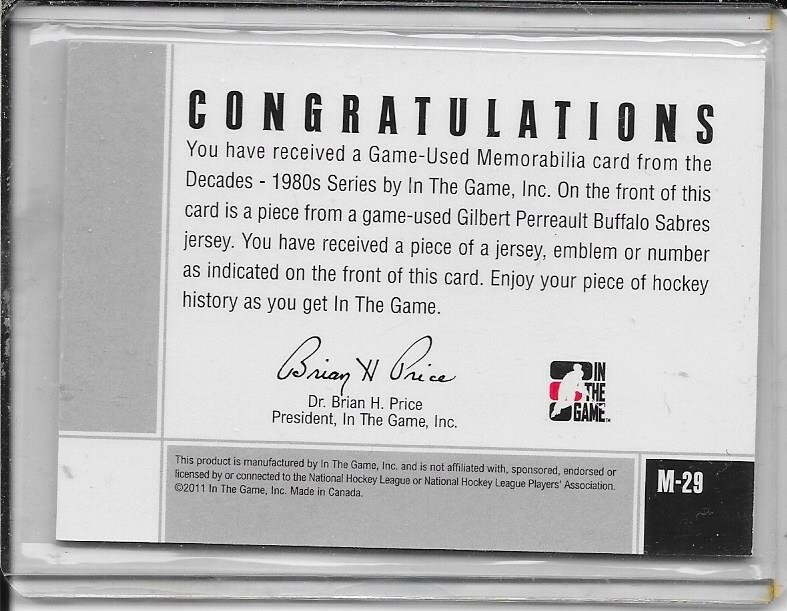 CONGRATULATIONS
You have received a Game-Used Memorabilia card from the
Decades - 1980s Series by In The Game, Inc. On the front of this
card is a piece from a game-used Gilbert Perreault Buffalo Sabres
jersey. You have received a piece of a jersey, emblem or number
as indicated on the front of this card. Enjoy your piece of hockey
history as you get In The Game.
Brian H Price
Dr. Brian H. Price
President, In The Game, Inc.
IN
THE
GAME™
This product is manufactured by In The Game, Inc. and is not affiliated with, sponsored, endorsed or
licensed by or connected to the National Hockey League or National Hockey League Players' Association.
©2011 In The Game, Inc. Made in Canada.
M-29